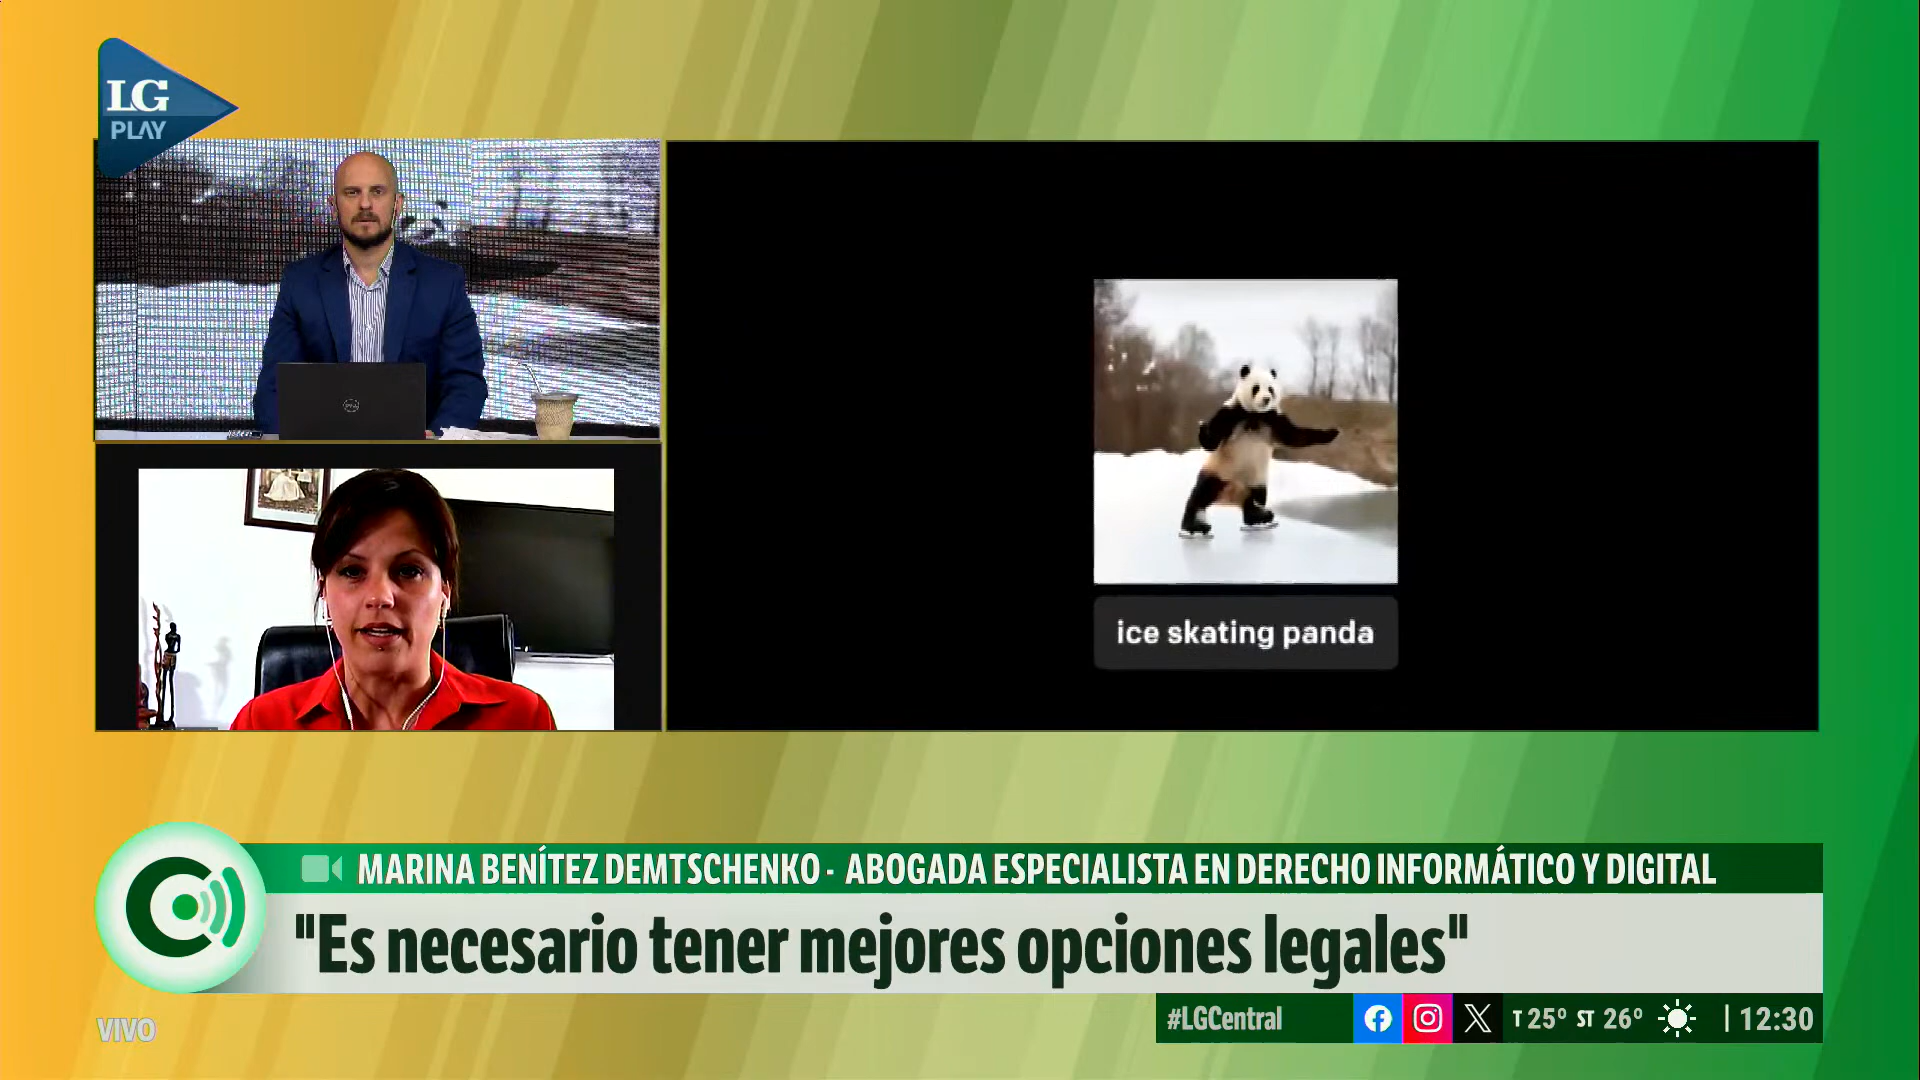 LG
PLAY
ice skating panda
MARINA BENÍTEZ DEMTSCHENKO - ABOGADA ESPECIALISTA EN DERECHO INFORMÁTICO Y DIGITAL
"Es necesario tener mejores opciones legales"
VIVO
#LGCentral
T 25° ST 26° | 12:30